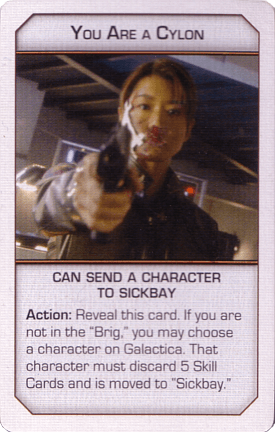 You Are a Cylon
CAN SEND A CHARACTER
TO SICKBAY
Action: Reveal this card. If you are
not in the "Brig," you may choose
a character on Galactica. That
character must discard 5 Skill
Cards and is moved to "Sickbay."